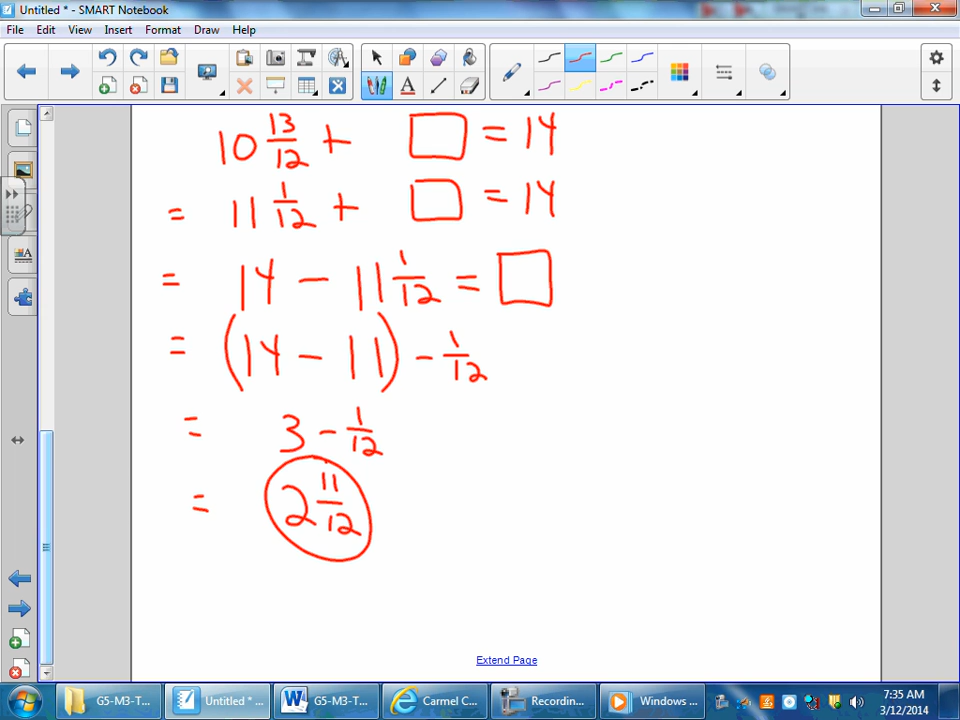 Untitled * - SMART Notebook
File Edit View Insert Format Draw Help
10 13/12 + □ = 14
= 11 1/12 + □ = 14
= 14 - 11 1/12 = □
= (14 - 11) - 1/12
= 3 - 1/12
= 2 11/12
Extend Page
G5-M3-T... Untitled * ... G5-M3-T... Carmel C... Recordin... Windows ... 7:35 AM
3/12/2014